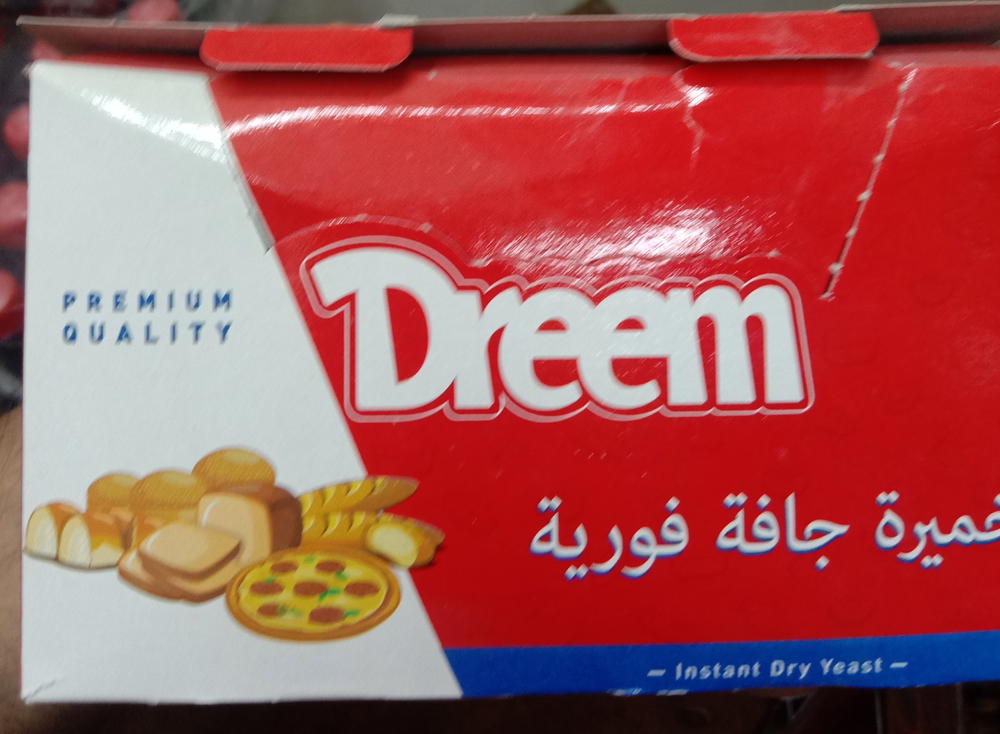 PREMIUM
QUALITY
Dreem
خميرة جافة فورية
– Instant Dry Yeast –